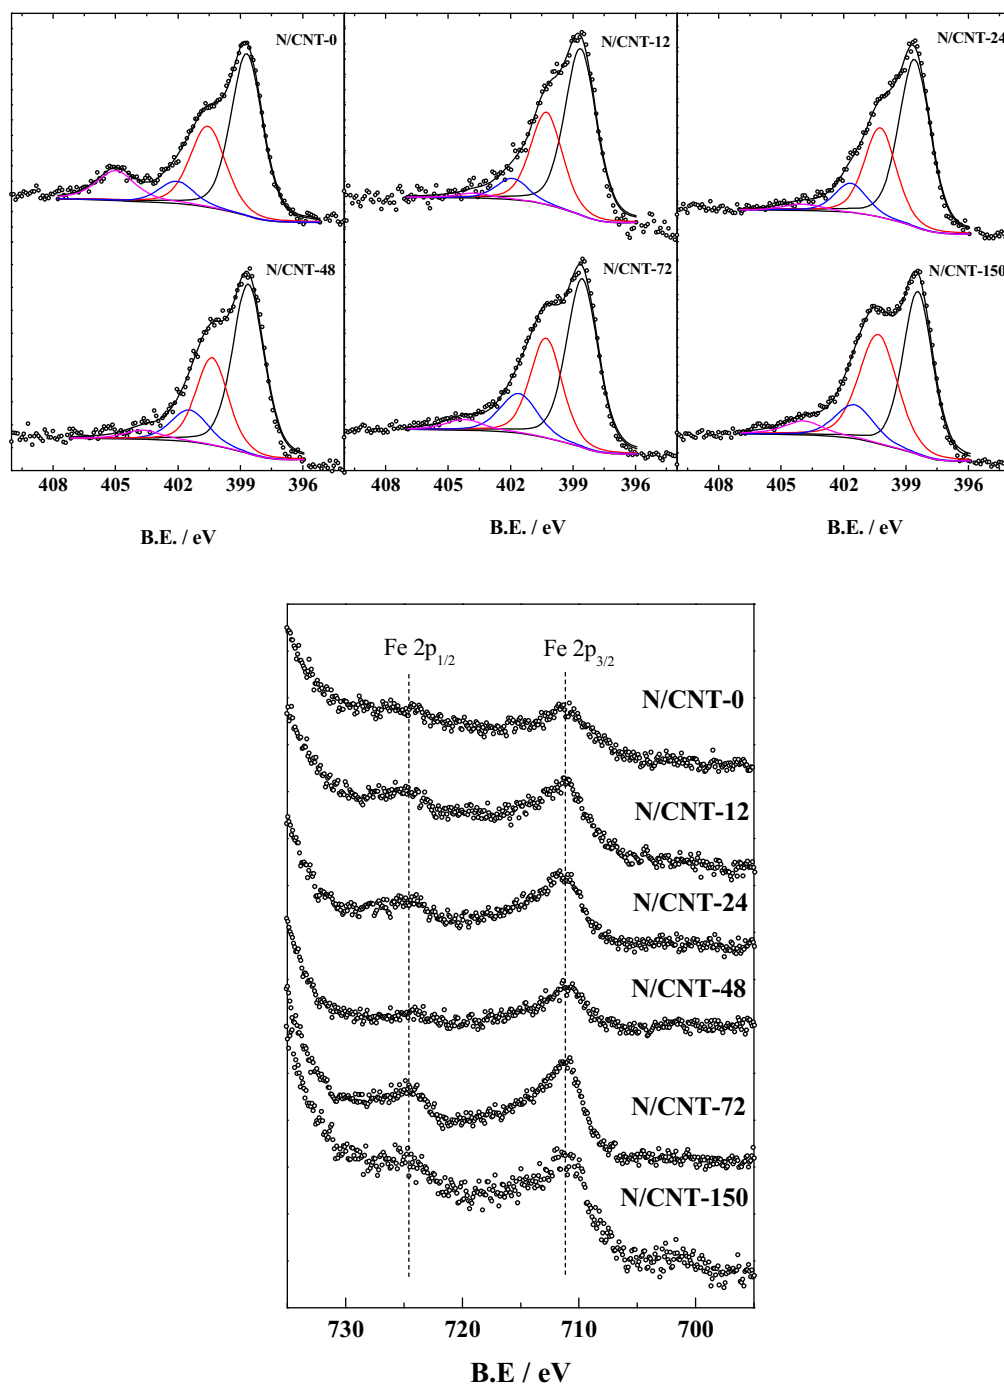 N/CNT-0
N/CNT-12
N/CNT-24
N/CNT-48
N/CNT-72
N/CNT-150
408 405 402 399 396 408 405 402 399 396 408 405 402 399 396
B.E. / eV
B.E. / eV
B.E. / eV
Fe 2p1/2
Fe 2p3/2
N/CNT-0
N/CNT-12
N/CNT-24
N/CNT-48
N/CNT-72
N/CNT-150
730 720 710 700
B.E / eV